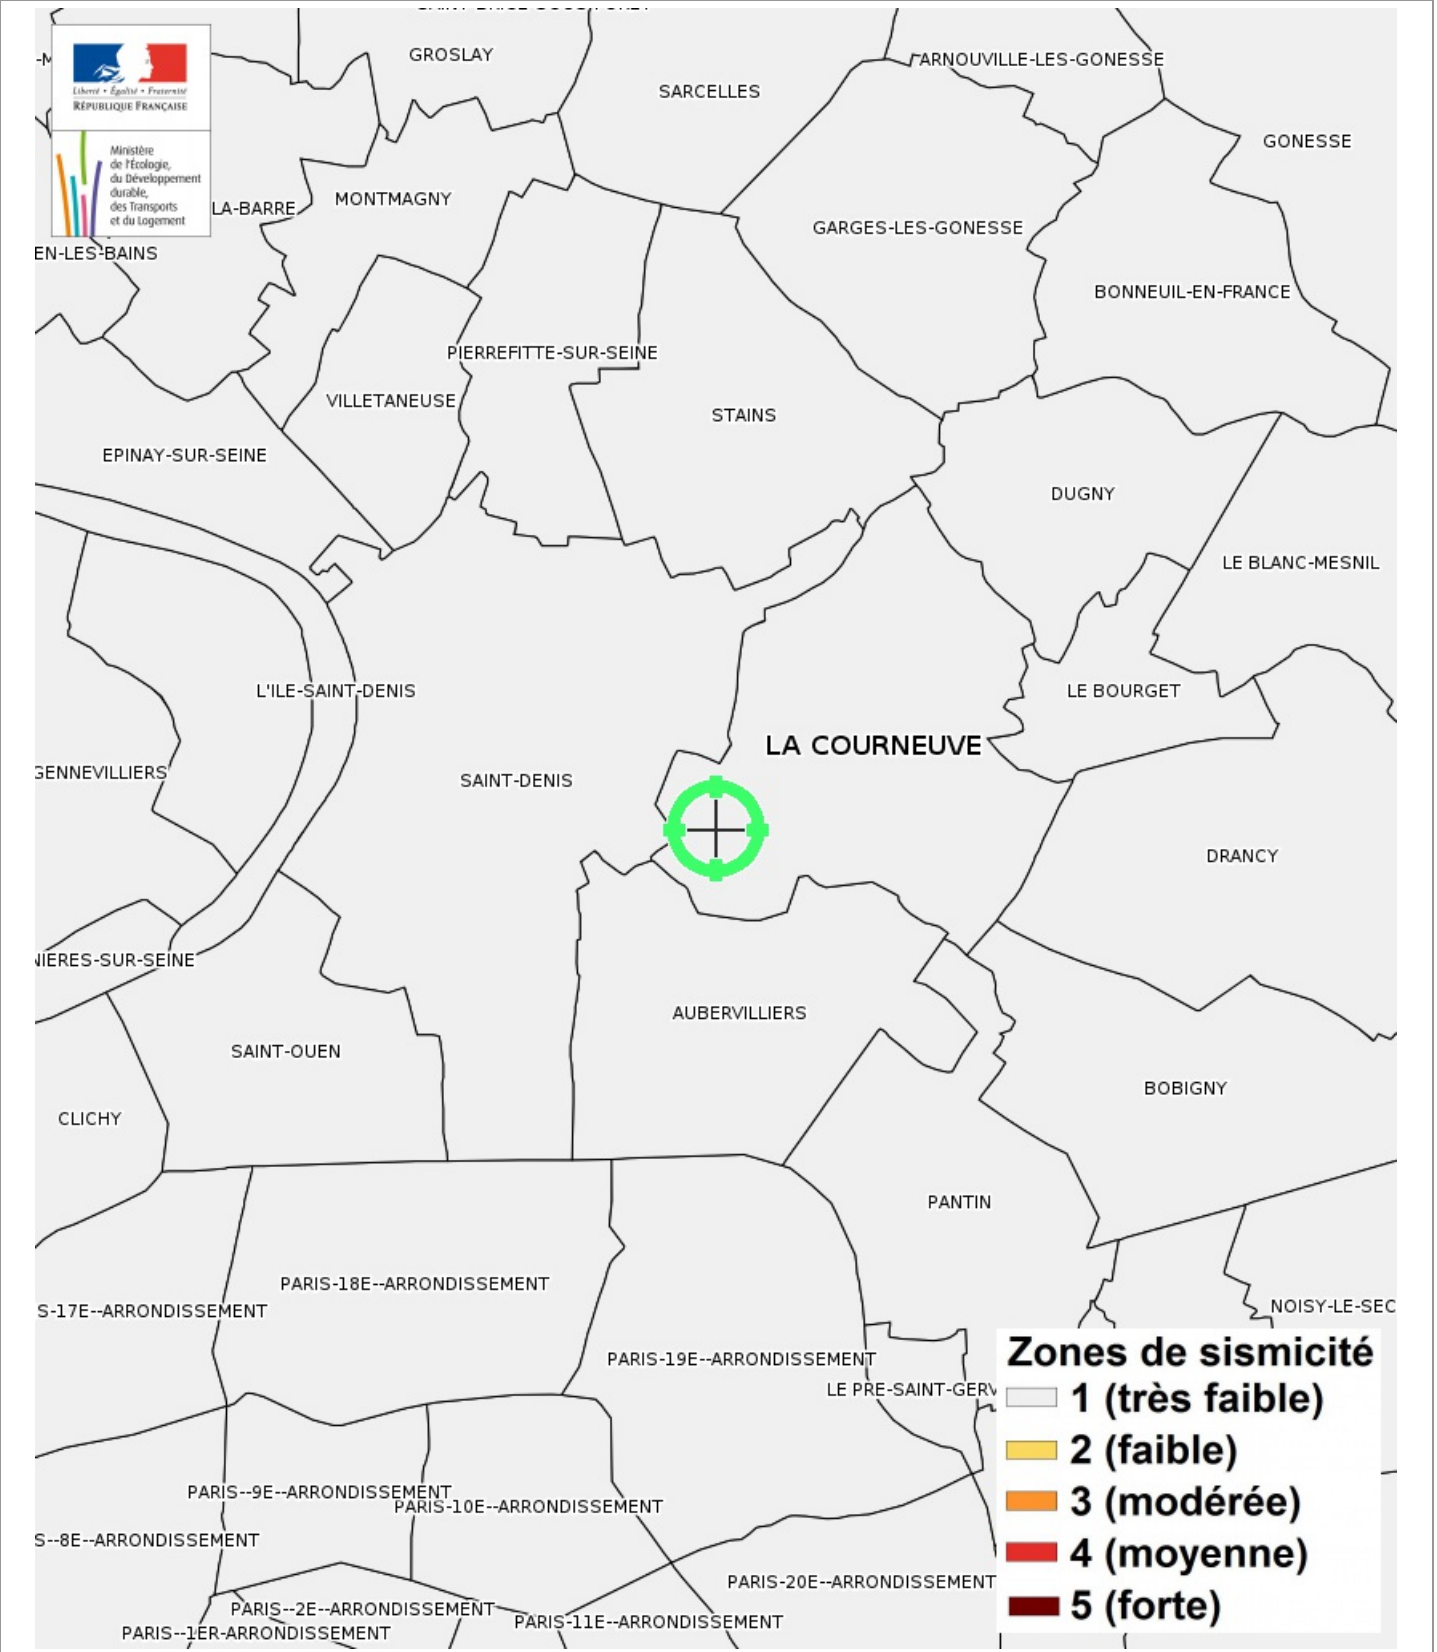 GROSLAY
ARNOUVILLE-LES-GONESSE
SARCELLES
Liberté • Égalité • Fraternité
RÉPUBLIQUE FRANÇAISE
GONESSE
Ministère
de l'Écologie,
du Développement
durable,
des Transports
et du Logement
MONTMAGNY
LA-BARRE
GARGES-LES-GONESSE
EN-LES-BAINS
BONNEUIL-EN-FRANCE
PIERREFITTE-SUR-SEINE
VILLETANEUSE
STAINS
EPINAY-SUR-SEINE
DUGNY
LE BLANC-MESNIL
L'ILE-SAINT-DENIS
LE BOURGET
LA COURNEUVE
GENNEVILLIERS
SAINT-DENIS
DRANCY
NIERES-SUR-SEINE
AUBERVILLIERS
SAINT-OUEN
BOBIGNY
CLICHY
PANTIN
PARIS-18E--ARRONDISSEMENT
S-17E--ARRONDISSEMENT
NOISY-LE-SEC
PARIS-19E--ARRONDISSEMENT
LE PRE-SAINT-GERV
Zones de sismicité
1 (très faible)
2 (faible)
3 (modérée)
4 (moyenne)
5 (forte)
PARIS--9E--ARRONDISSEMENT
PARIS-10E--ARRONDISSEMENT
S--8E--ARRONDISSEMENT
PARIS-20E--ARRONDISSEMENT
PARIS--2E--ARRONDISSEMENT
PARIS-11E--ARRONDISSEMENT
PARIS--1ER-ARRONDISSEMENT